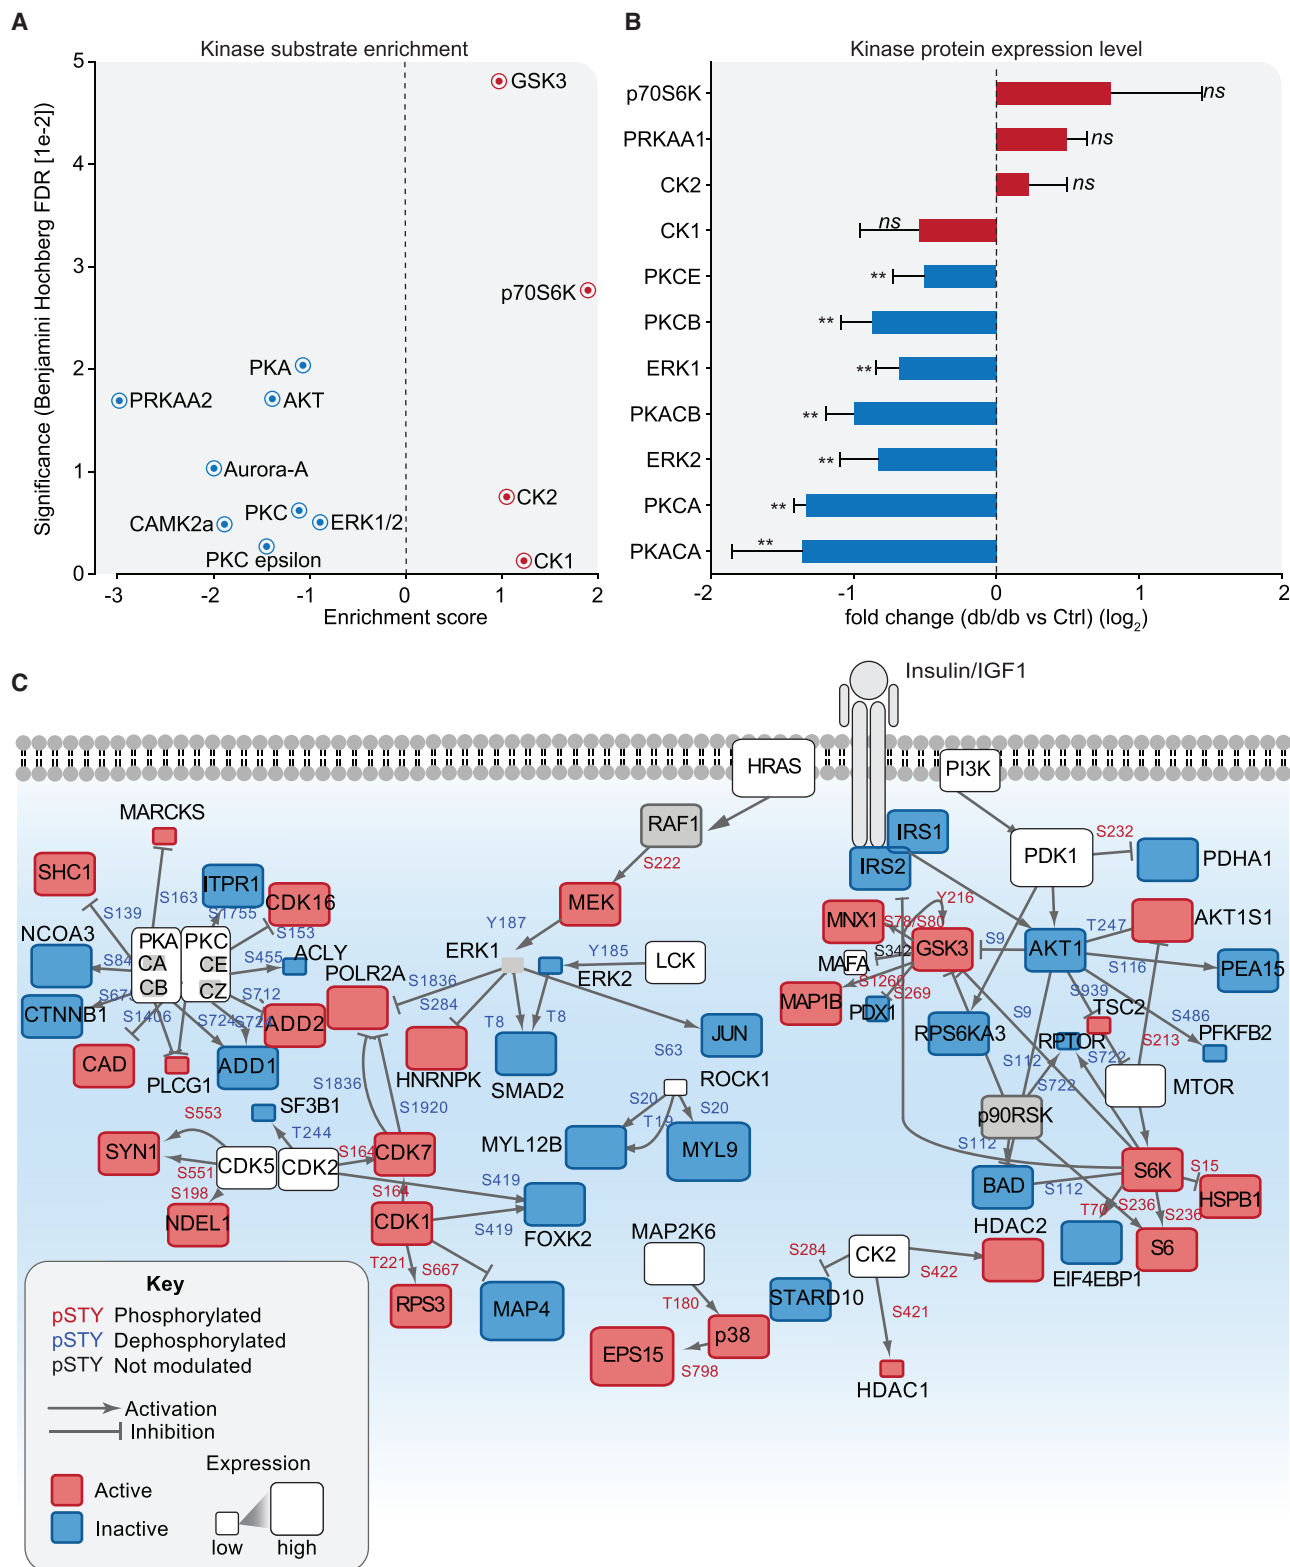 A
Kinase substrate enrichment
Significance (Benjamini Hochberg FDR [1e-2])
5
4
3
2
1
0
GSK3
p70S6K
PKA
PRKAA2
AKT
Aurora-A
CK2
PKC
CAMK2a
ERK1/2
PKC epsilon
CK1
-3 -2 -1 0 1 2
Enrichment score
B
Kinase protein expression level
p70S6K ns
PRKAA1 ns
CK2 ns
CK1 ns
PKCE **
PKCB **
ERK1 **
PKACB **
ERK2 **
PKCA **
PKACA **
-2 -1 0 1 2
fold change (db/db vs Ctrl) (log2)
C
Insulin/IGF1
HRAS
PI3K
MARCKS
RAF1
IRS1
IRS2
PDK1
S232
PDHA1
SHC1
ITPR1
CDK16
S222
MEK
S163
S1755
S139
S153
Y187
Y216
MNX1
S78/S80
GSK3
S9
AKT1
T247
AKT1S1
NCOA3
PKA
CA
CB
PKC
CE
CZ
S455
ACLY
ERK1
Y185
LCK
ERK2
S342
MAFA
S116
PEA15
S84
POLR2A
S1836
S1260
MAP1B
S269
PDX1
S939
TSC2
CTNNB1
S1406
S724
S712
ADD2
S284
T8
T8
JUN
RPS6KA3
S9
RPTOR
S213
S486
PFKFB2
CAD
PLCG1
ADD1
HNRNPK
SMAD2
S63
S112
S722
S722
MTOR
SF3B1
S1836
S1920
ROCK1
S20
T19
S20
p90RSK
S553
T244
SYN1
S551
CDK5
CDK2
S164
CDK7
MYL12B
MYL9
S112
BAD
S112
S6K
S15
HSPB1
S198
NDEL1
S164
CDK1
S419
S419
FOXK2
T70
S236
S236
HDAC2
EIF4EBP1
S6
T221
S667
RPS3
MAP4
MAP2K6
T180
p38
EPS15
S798
S284
CK2
S422
STARD10
S421
HDAC1
Key
pSTY Phosphorylated
pSTY Dephosphorylated
pSTY Not modulated
Activation
Inhibition
Expression
Active
Inactive
low high